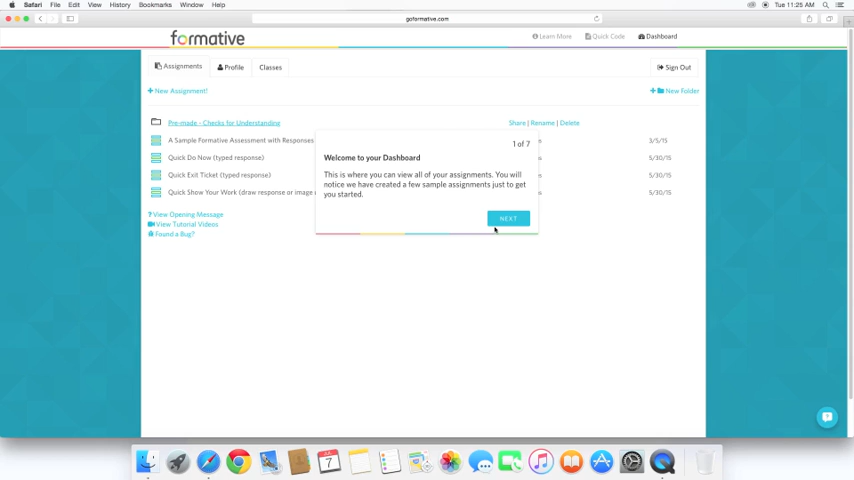 Safari File Edit View History Bookmarks Window Help
Tue 11:25 AM
goformative.com
formative
Learn More Quick Code Dashboard
Assignments Profile Classes Sign Out
+ New Assignment! + New Folder
Pre-made - Checks for Understanding Share | Rename | Delete
A Sample Formative Assessment with Responses 3/5/15
Quick Do Now (typed response) 5/30/15
Quick Exit Ticket (typed response) 5/30/15
Quick Show Your Work (draw response or image 5/30/15
1 of 7
Welcome to your Dashboard
This is where you can view all of your assignments. You will
notice we have created a few sample assignments just to get
you started.
NEXT
? View Opening Message
View Tutorial Videos
Found a Bug?
JUL
7